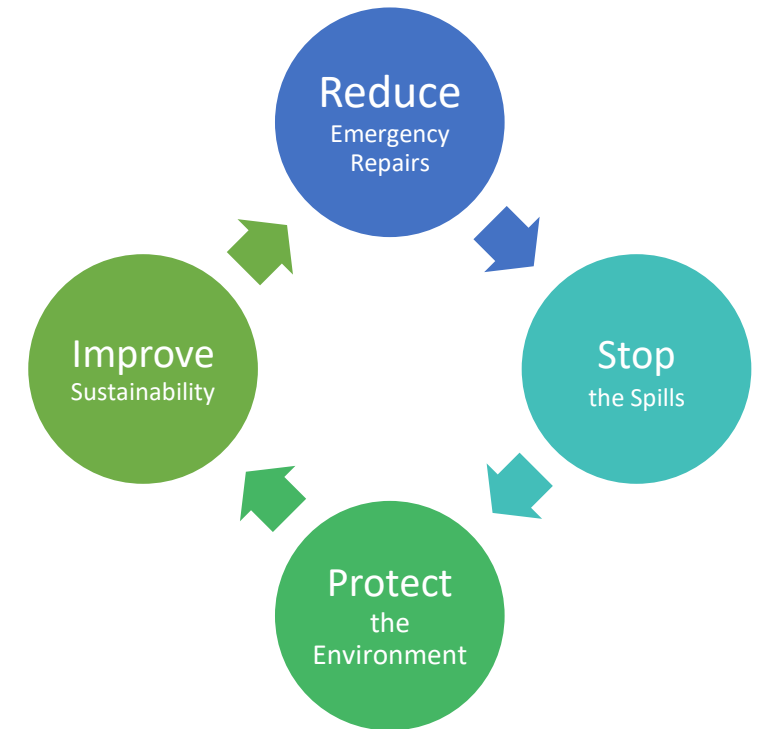 Reduce
Emergency
Repairs
Stop
the Spills
Protect
the
Environment
Improve
Sustainability